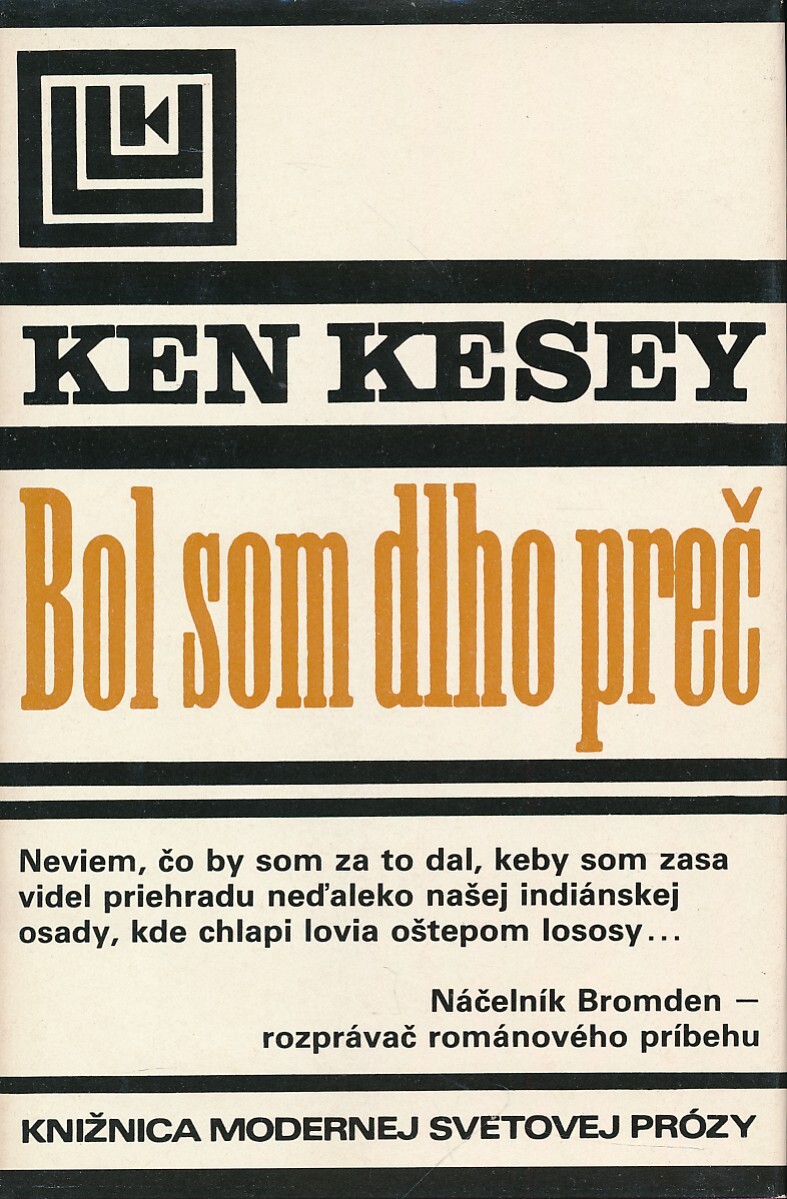 KEN KESEY
Bol som dlho preč
Neviem, čo by som za to dal, keby som zasa
videl priehradu neďaleko našej indiánskej
osady, kde chlapi lovia oštepom lososy...
Náčelník Bromden —
rozprávač románového príbehu
KNIŽNICA MODERNEJ SVETOVEJ PRÓZY